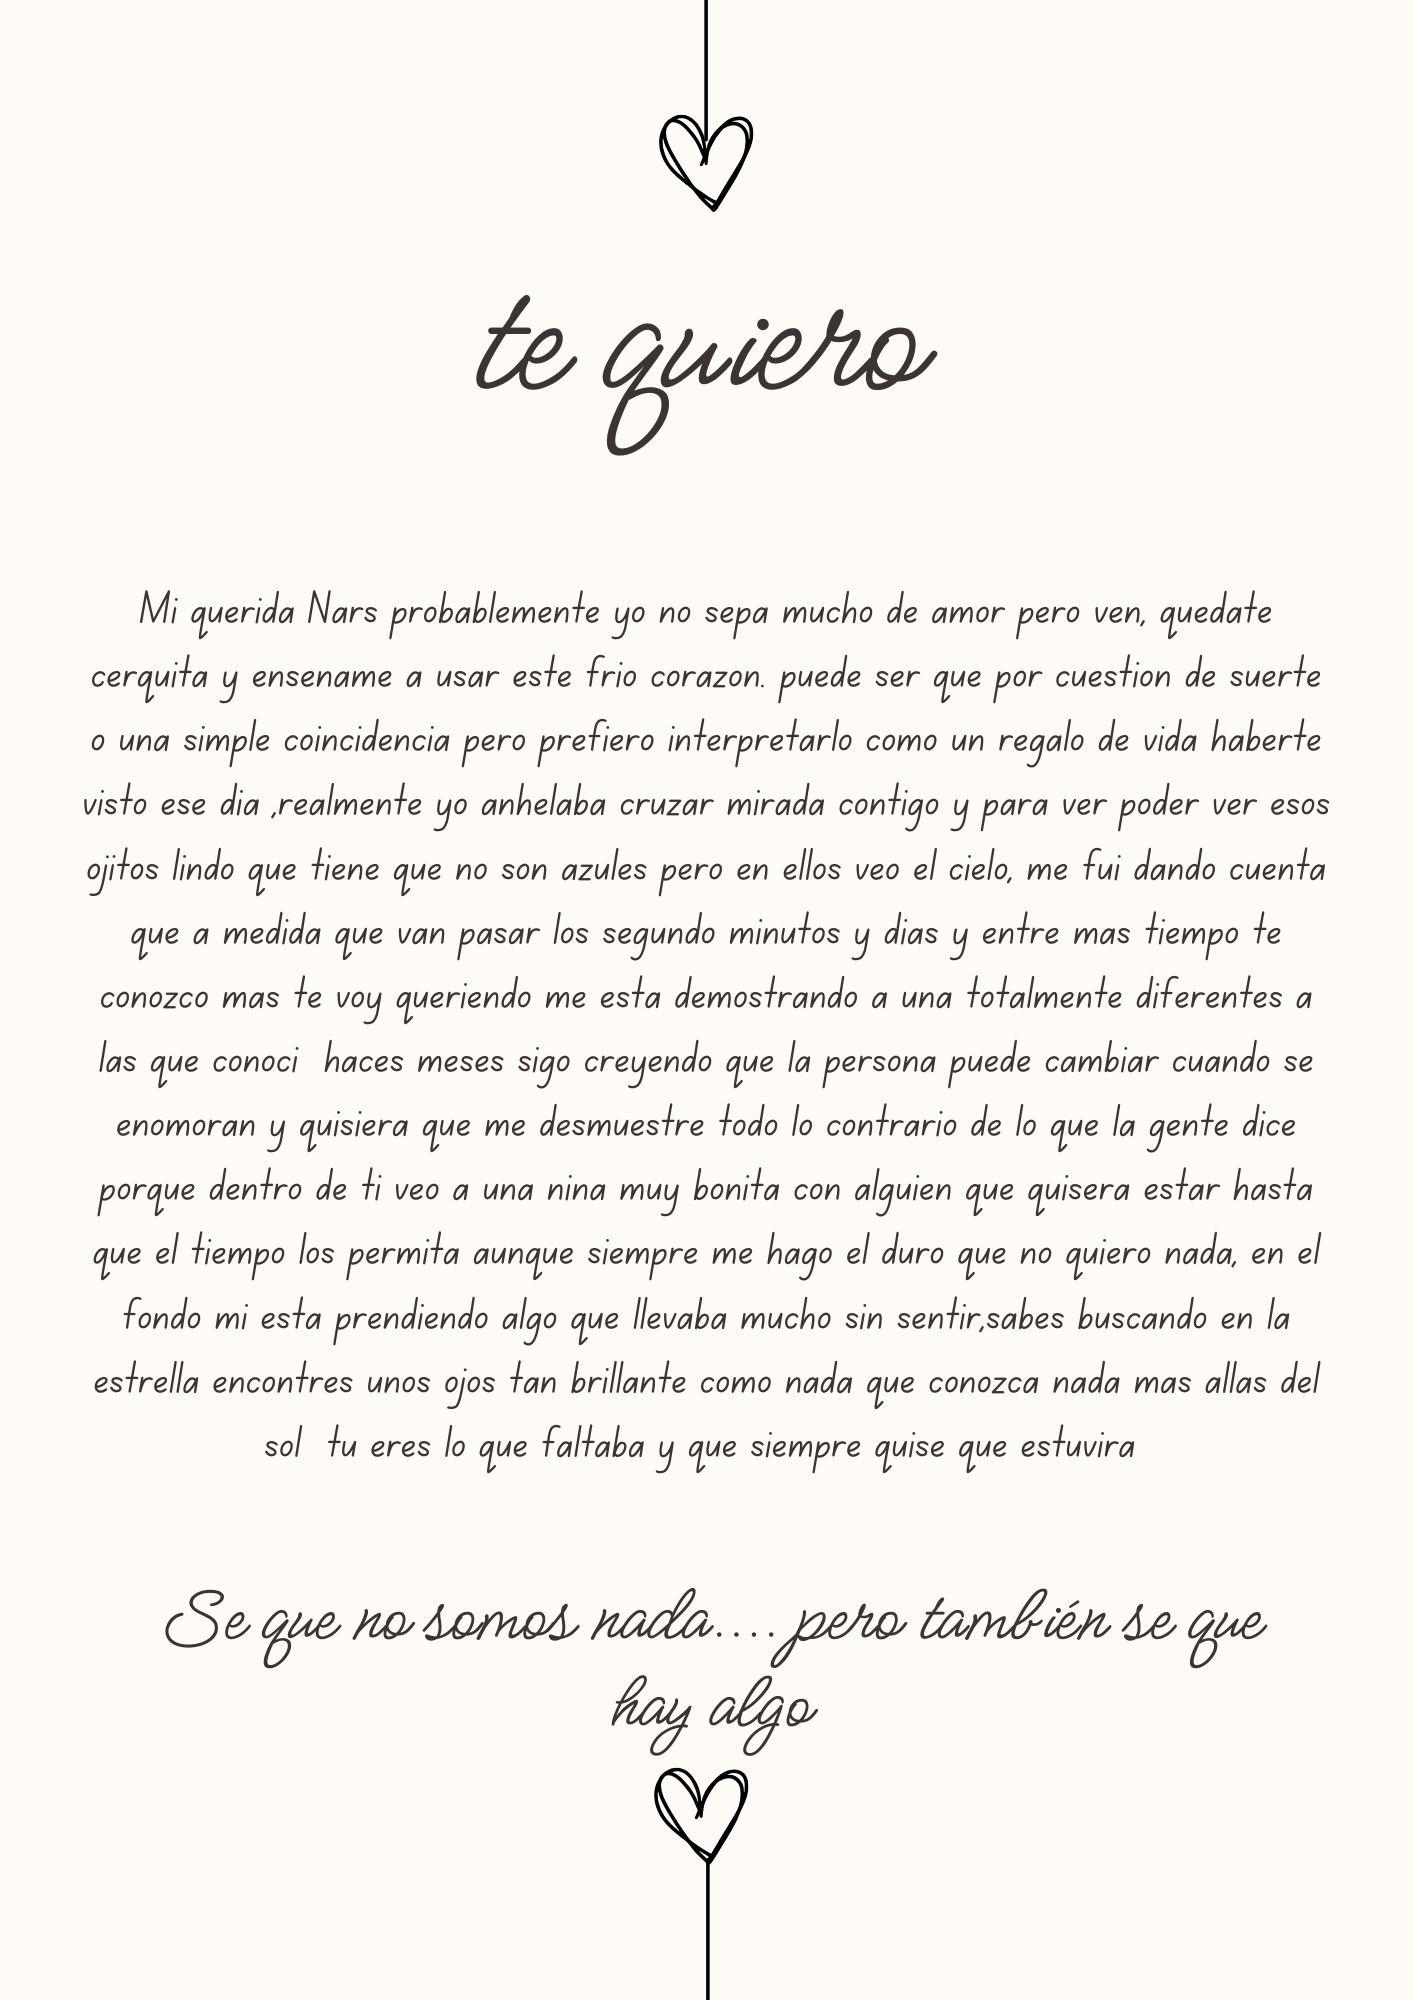 te quiero
Mi querida Nars probablemente yo no sepa mucho de amor pero ven, quedate
cerquita y ensename a usar este frio corazon. puede ser que por cuestion de suerte
o una simple coincidencia pero prefiero interpretarlo como un regalo de vida haberte
visto ese dia ,realmente yo anhelaba cruzar mirada contigo y para ver poder ver esos
ojitos lindo que tiene que no son azules pero en ellos veo el cielo, me fui dando cuenta
que a medida que van pasar los segundo minutos y dias y entre mas tiempo te
conozco mas te voy queriendo me esta demostrando a una totalmente diferentes a
las que conoci haces meses sigo creyendo que la persona puede cambiar cuando se
enomoran y quisiera que me desmuestre todo lo contrario de lo que la gente dice
porque dentro de ti veo a una nina muy bonita con alguien que quisera estar hasta
que el tiempo los permita aunque siempre me hago el duro que no quiero nada, en el
fondo mi esta prendiendo algo que llevaba mucho sin sentir,sabes buscando en la
estrella encontres unos ojos tan brillante como nada que conozca nada mas allas del
sol tu eres lo que faltaba y que siempre quise que estuvira
Se que no somos nada.... pero también se que
hay algo